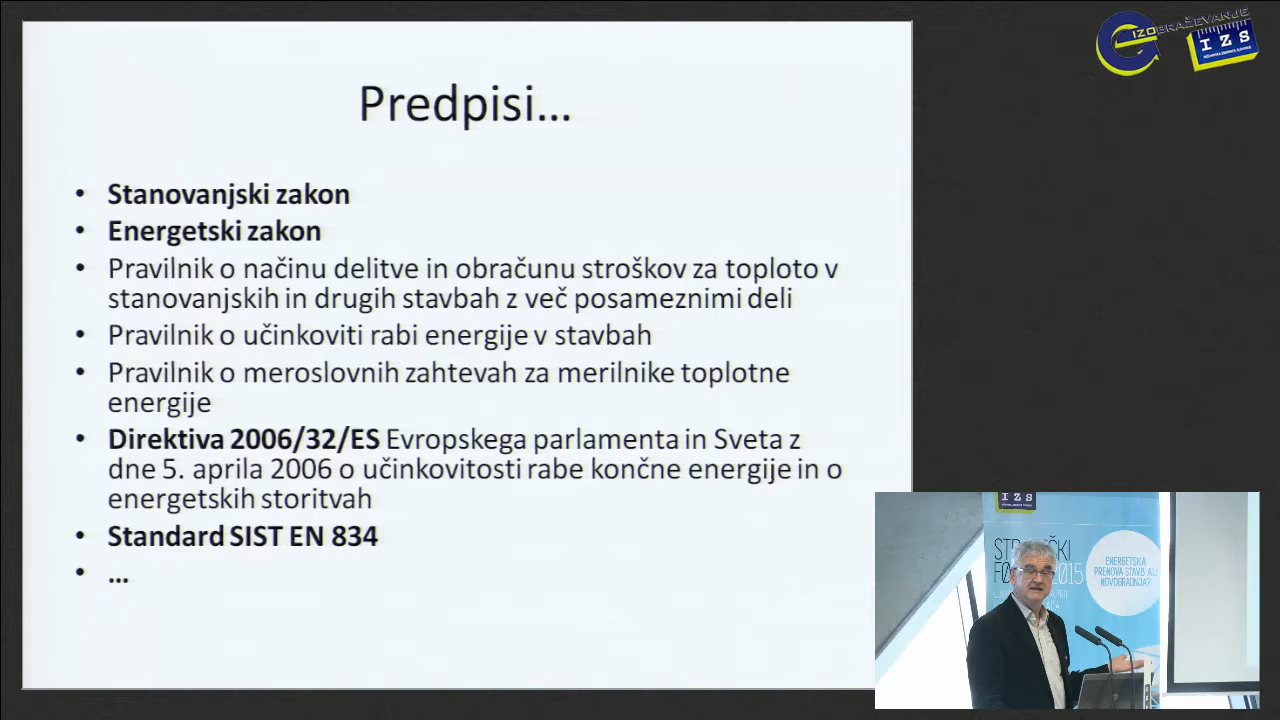 Predpisi...
• Stanovanjski zakon
• Energetski zakon
• Pravilnik o načinu delitve in obračunu stroškov za toploto v
stanovanjskih in drugih stavbah z več posameznimi deli
• Pravilnik o učinkoviti rabi energije v stavbah
• Pravilnik o meroslovnih zahtevah za merilnike toplotne
energije
• Direktiva 2006/32/ES Evropskega parlamenta in Sveta z
dne 5. aprila 2006 o učinkovitosti rabe končne energije in o
energetskih storitvah
• Standard SIST EN 834
• ...
IZOBRAŽEVANJE
IZS
IZS
2015
ENERGETSKA
PRENOVA STAVB ALI
NOVOGRADNJA?